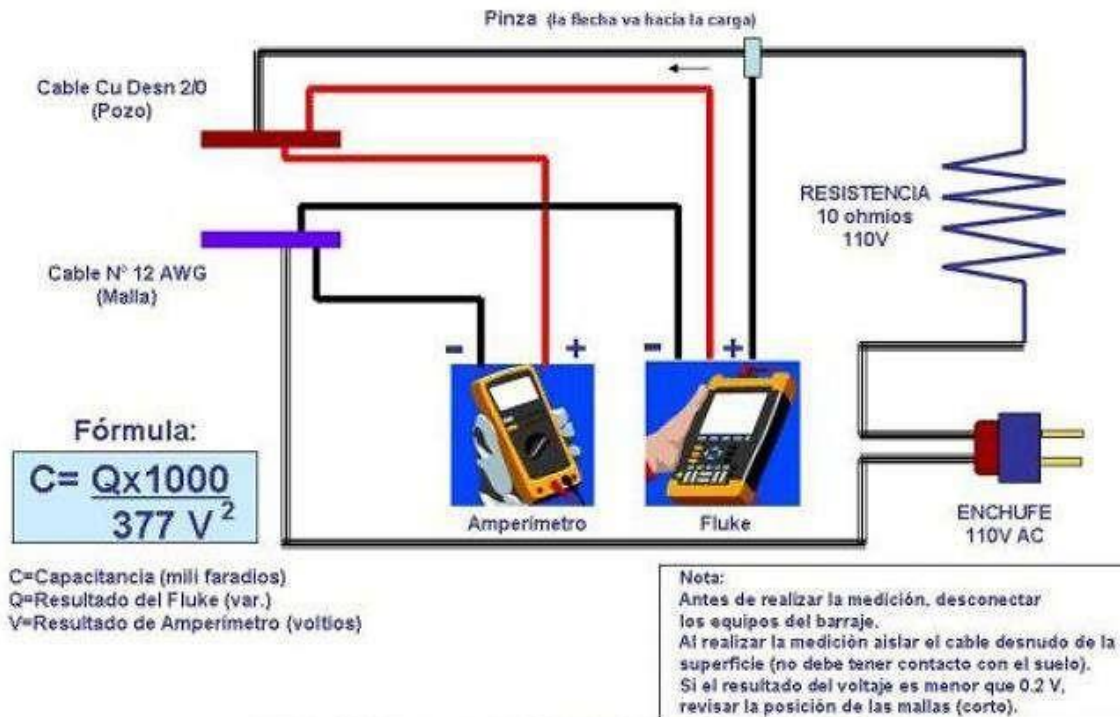 Pinza (la flecha va hacia la carga)
Cable Cu Desn 2/0
(Pozo)
RESISTENCIA
10 ohmios
110V
Cable Nº 12 AWG
(Malla)
- + - +
Fórmula:
C= Qx1000
377 V²
Amperímetro
Fluke
ENCHUFE
110V AC
C=Capacitancia (mili faradios)
Q=Resultado del Fluke (var.)
V=Resultado de Amperímetro (voltios)
Nota:
Antes de realizar la medición, desconectar
los equipos del barraje.
Al realizar la medición aislar el cable desnudo de la
superficie (no debe tener contacto con el suelo).
Si el resultado del voltaje es menor que 0.2 V,
revisar la posición de las mallas (corto).